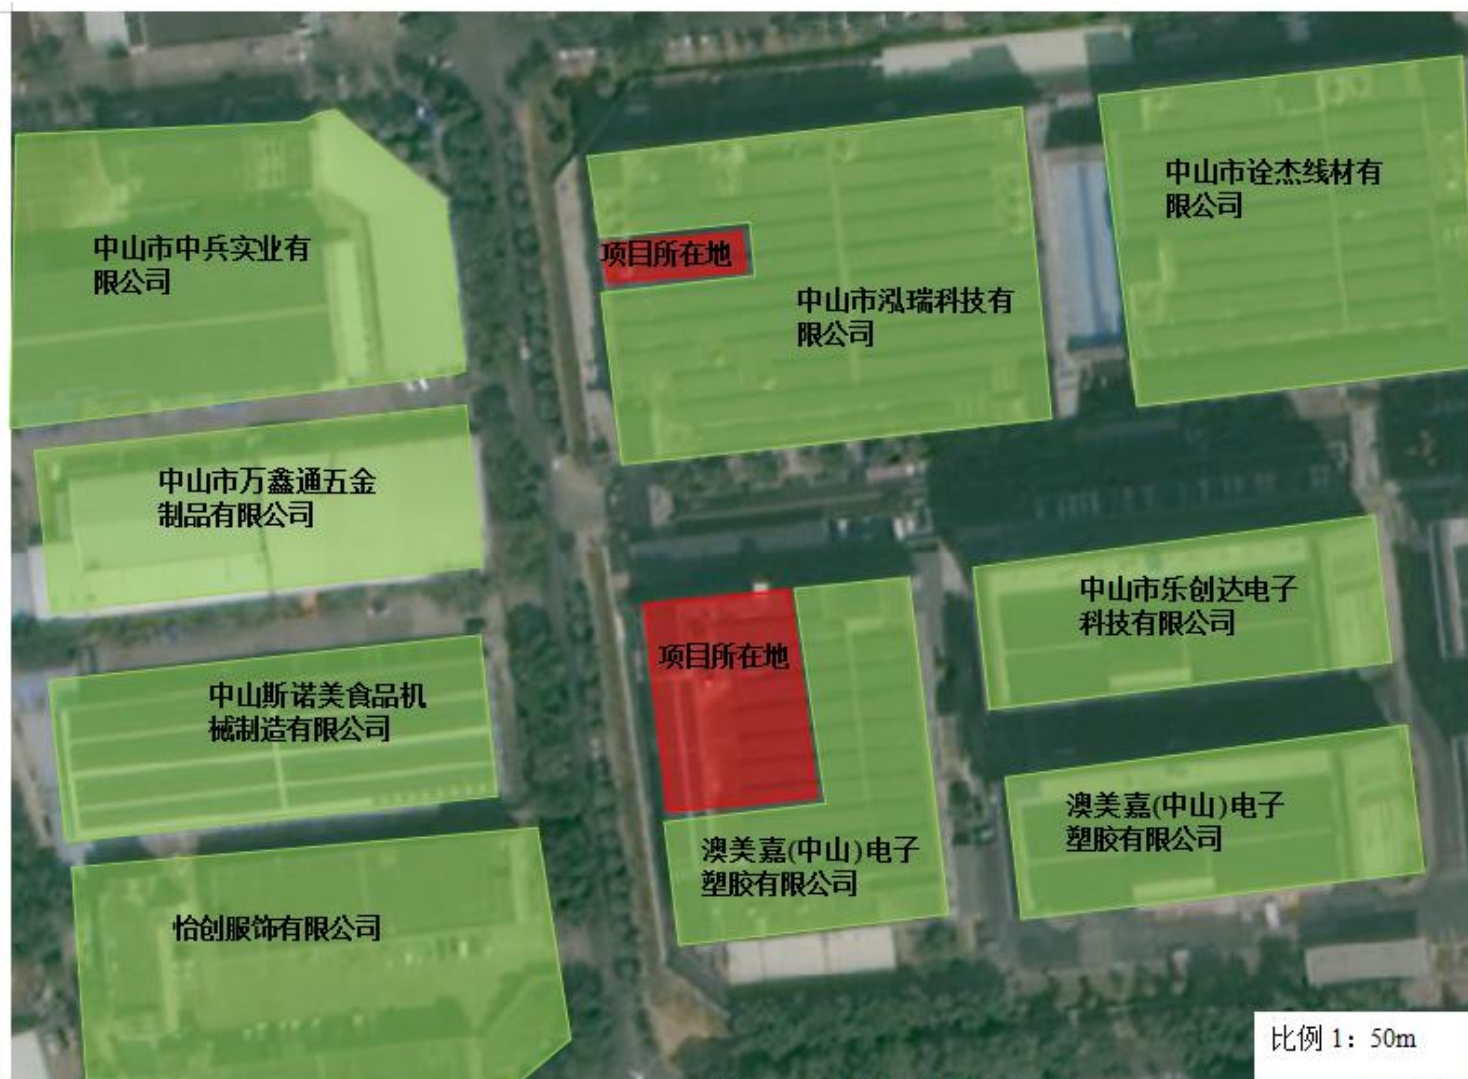 中山市诠杰线材有
限公司
中山市中兵实业有
限公司
项目所在地
中山市泓瑞科技有
限公司
中山市万鑫通五金
制品有限公司
中山市乐创达电子
科技有限公司
项目所在地
中山斯诺美食品机
械制造有限公司
澳美嘉(中山)电子
塑胶有限公司
澳美嘉(中山)电子
塑胶有限公司
怡创服饰有限公司
比例 1：50m